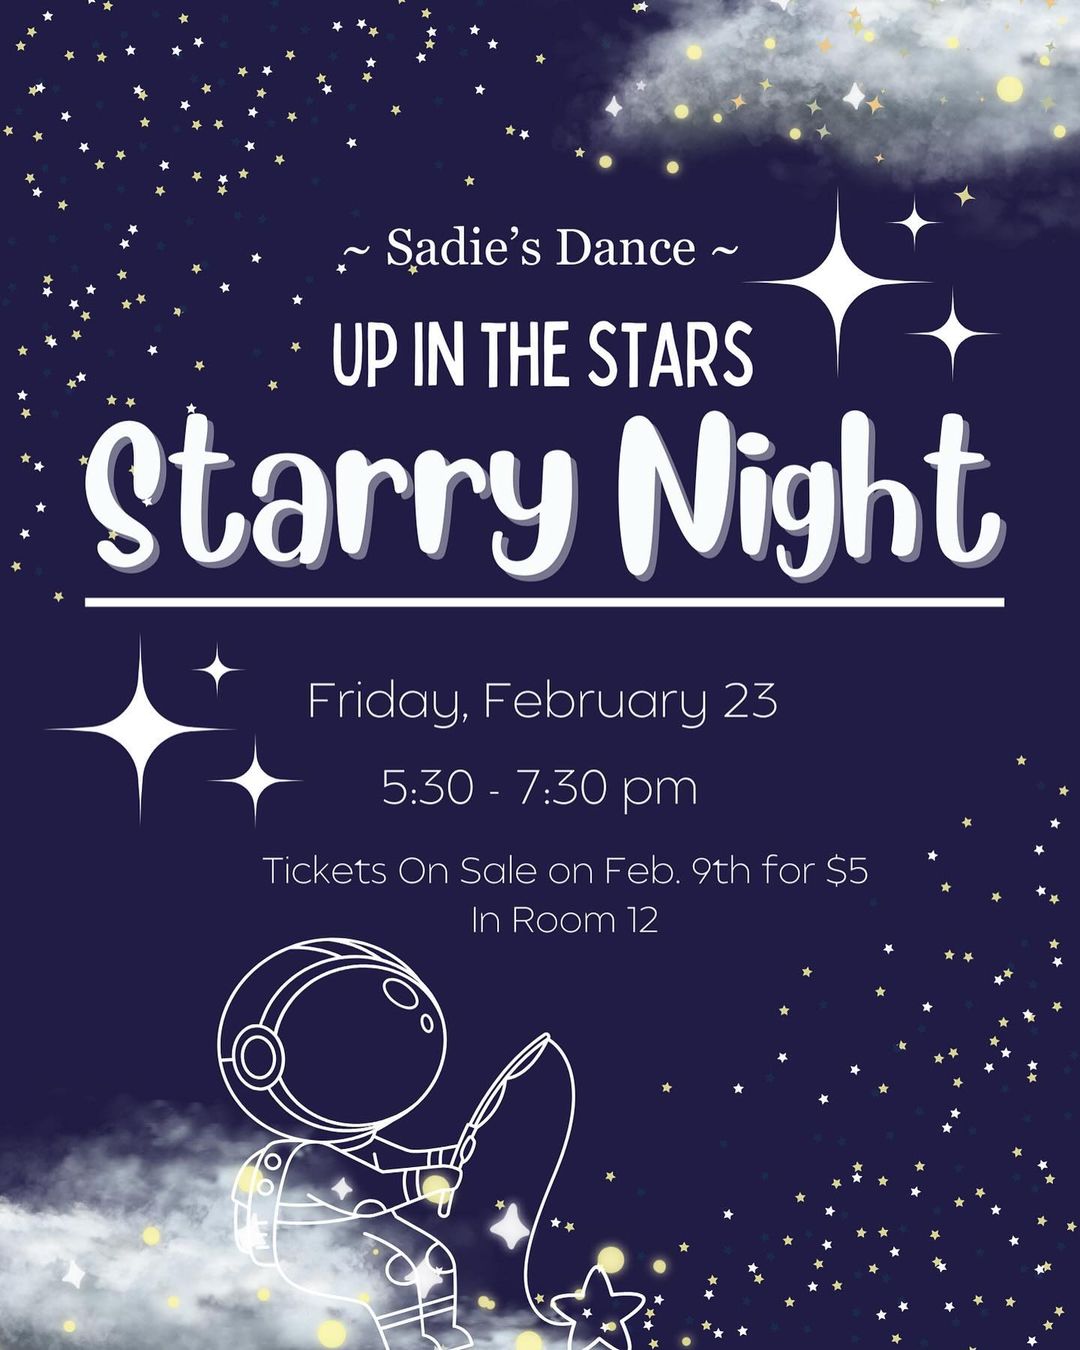 ~ Sadie’s Dance ~
UP IN THE STARS
Starry Night
Friday, February 23
5:30 - 7:30 pm
Tickets On Sale on Feb. 9th for $5
In Room 12